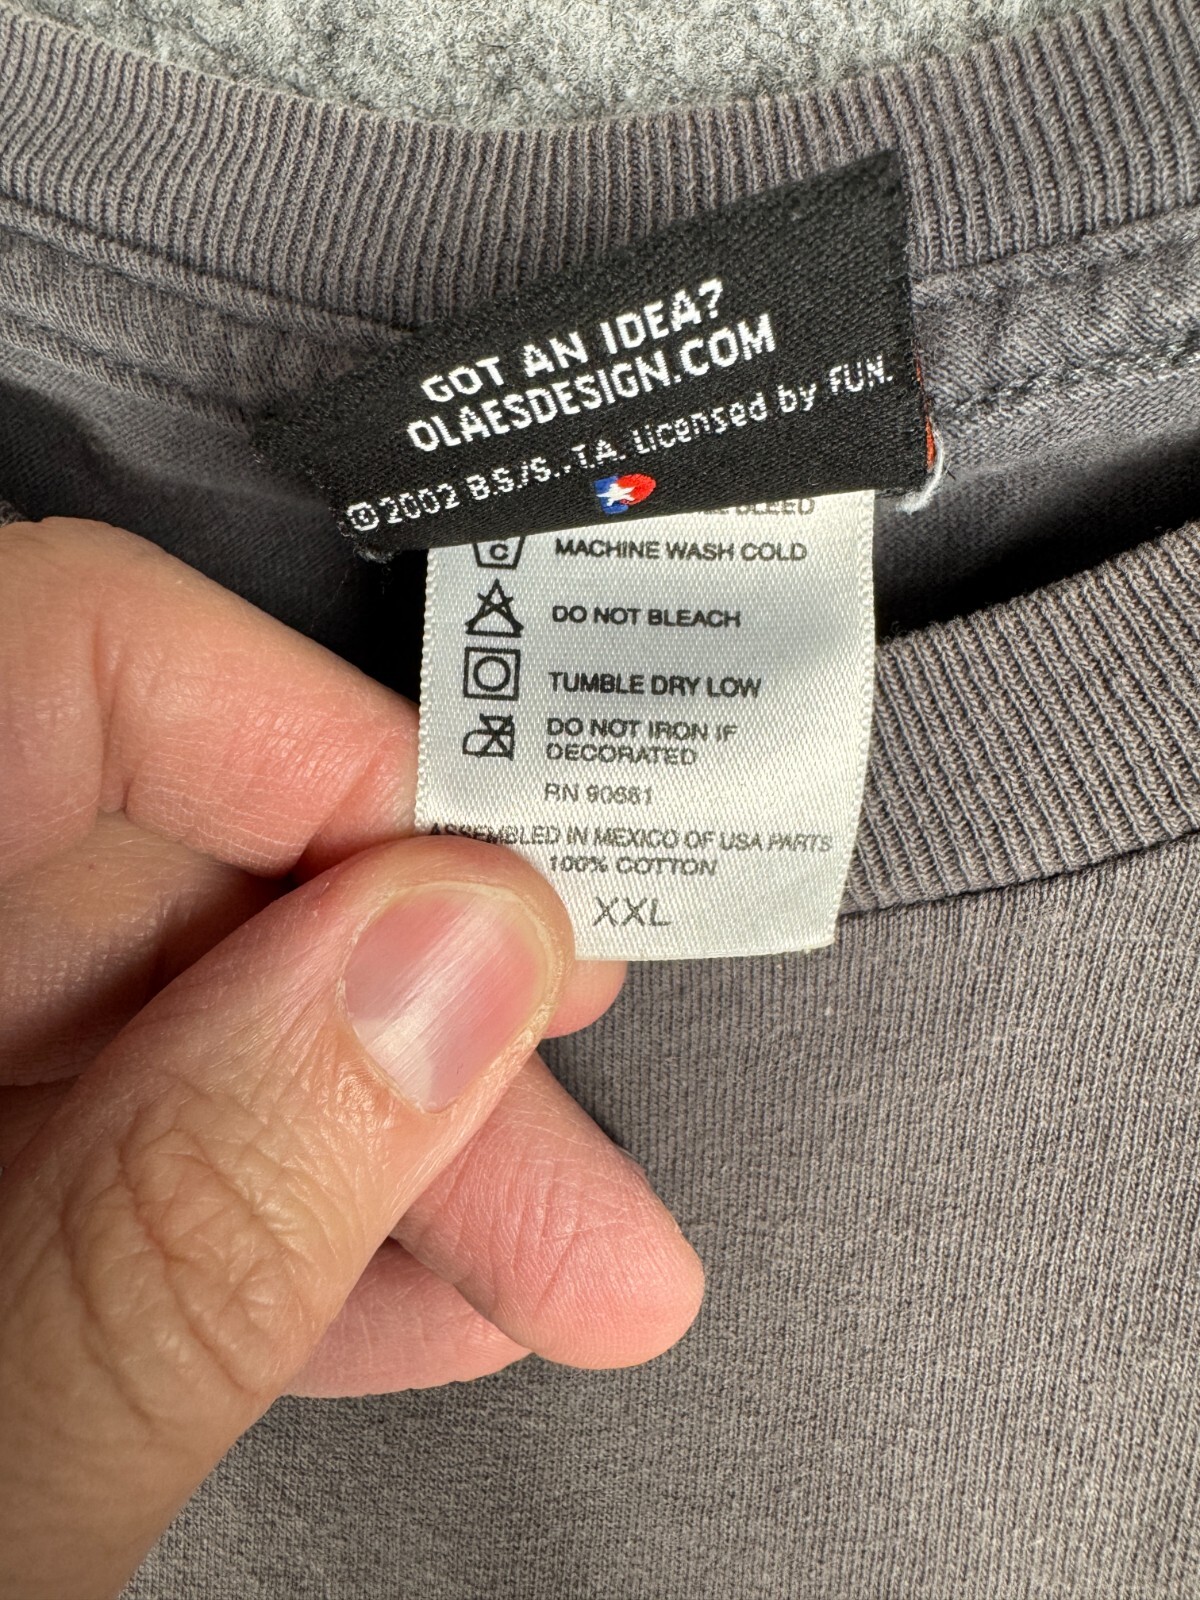 GOT AN IDEA?
OLAESDESIGN.COM
©2002 B.S./S..T.A. Licensed by FUN.
BLEED
C MACHINE WASH COLD
DO NOT BLEACH
TUMBLE DRY LOW
DO NOT IRON IF
DECORATED
RN 90681
ASSEMBLED IN MEXICO OF USA PARTS
100% COTTON
XXL